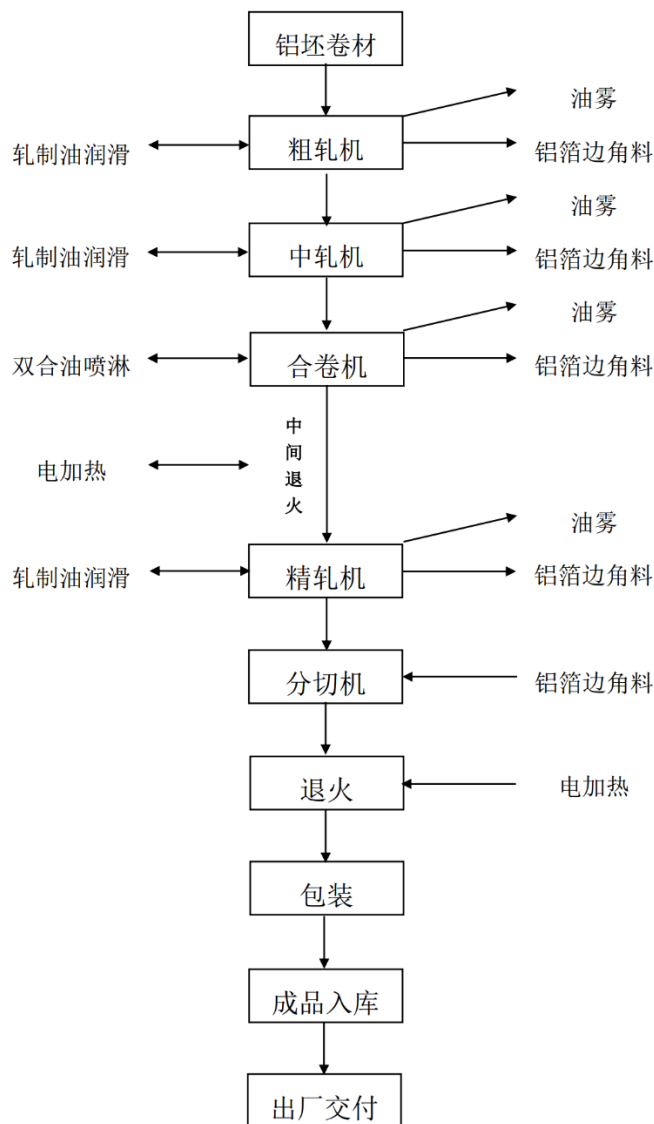 铝坯卷材
油雾
轧制油润滑
粗轧机
铝箔边角料
油雾
轧制油润滑
中轧机
铝箔边角料
油雾
双合油喷淋
合卷机
铝箔边角料
中间退火
电加热
油雾
轧制油润滑
精轧机
铝箔边角料
分切机
铝箔边角料
退火
电加热
包装
成品入库
出厂交付